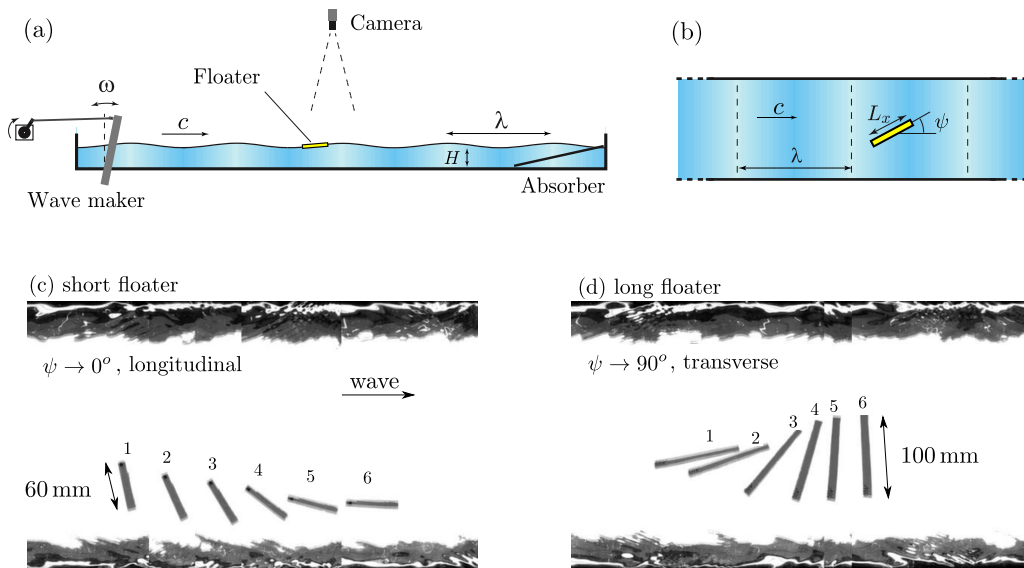 (a)
Camera
Floater
ω
c
λ
H
Wave maker
Absorber
(b)
c
L_x
ψ
λ
(c) short floater
ψ → 0^o, longitudinal
wave
1
2
3
4
5
6
60 mm
(d) long floater
ψ → 90^o, transverse
1
2
3
4
5
6
100 mm